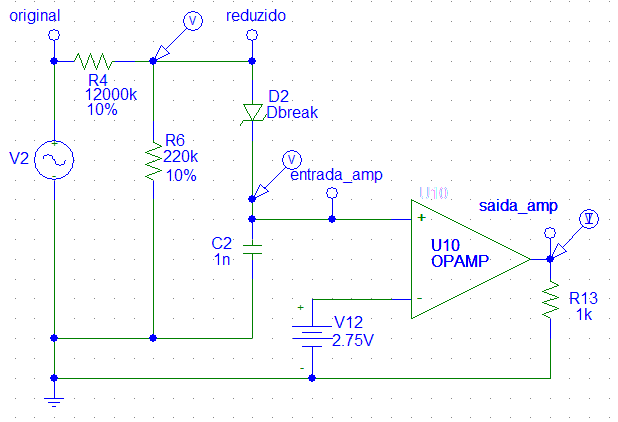 original
V
reduzido
R4
12000k
10%
D2
Dbreak
V2
+
-
R6
220k
10%
V
entrada_amp
U10
saida_amp
V
C2
1n
+
U10
OPAMP
-
+
V12
2.75V
-
R13
1k